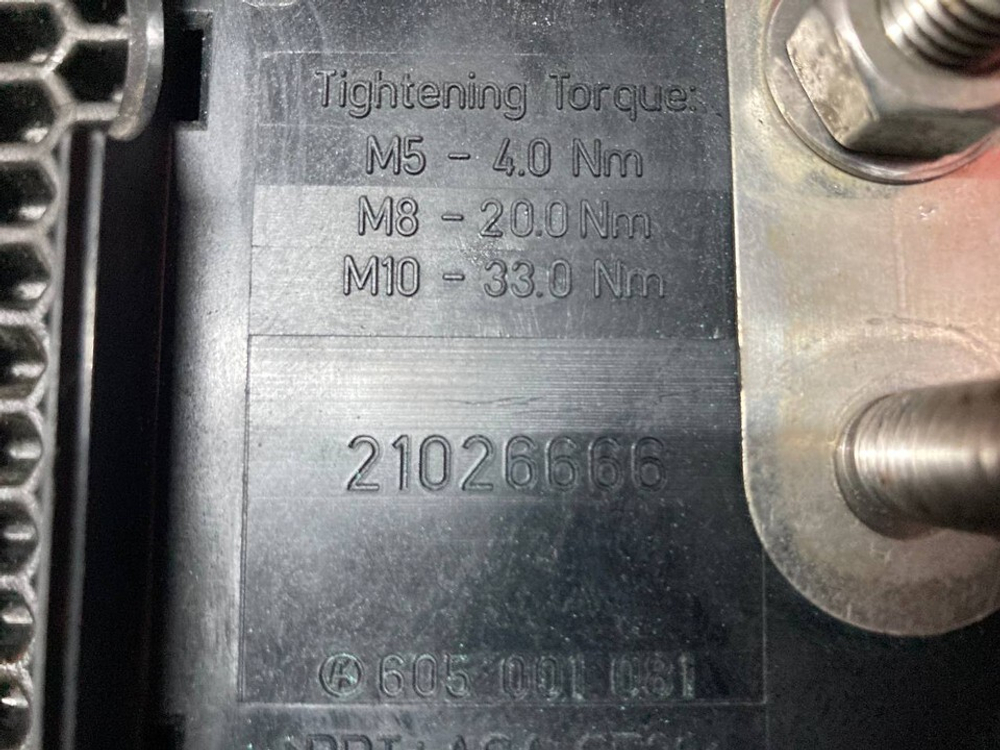 Tightening Torque:
M5 - 4.0 Nm
M8 - 20.0 Nm
M10 - 33.0 Nm
21026666
605 001 081